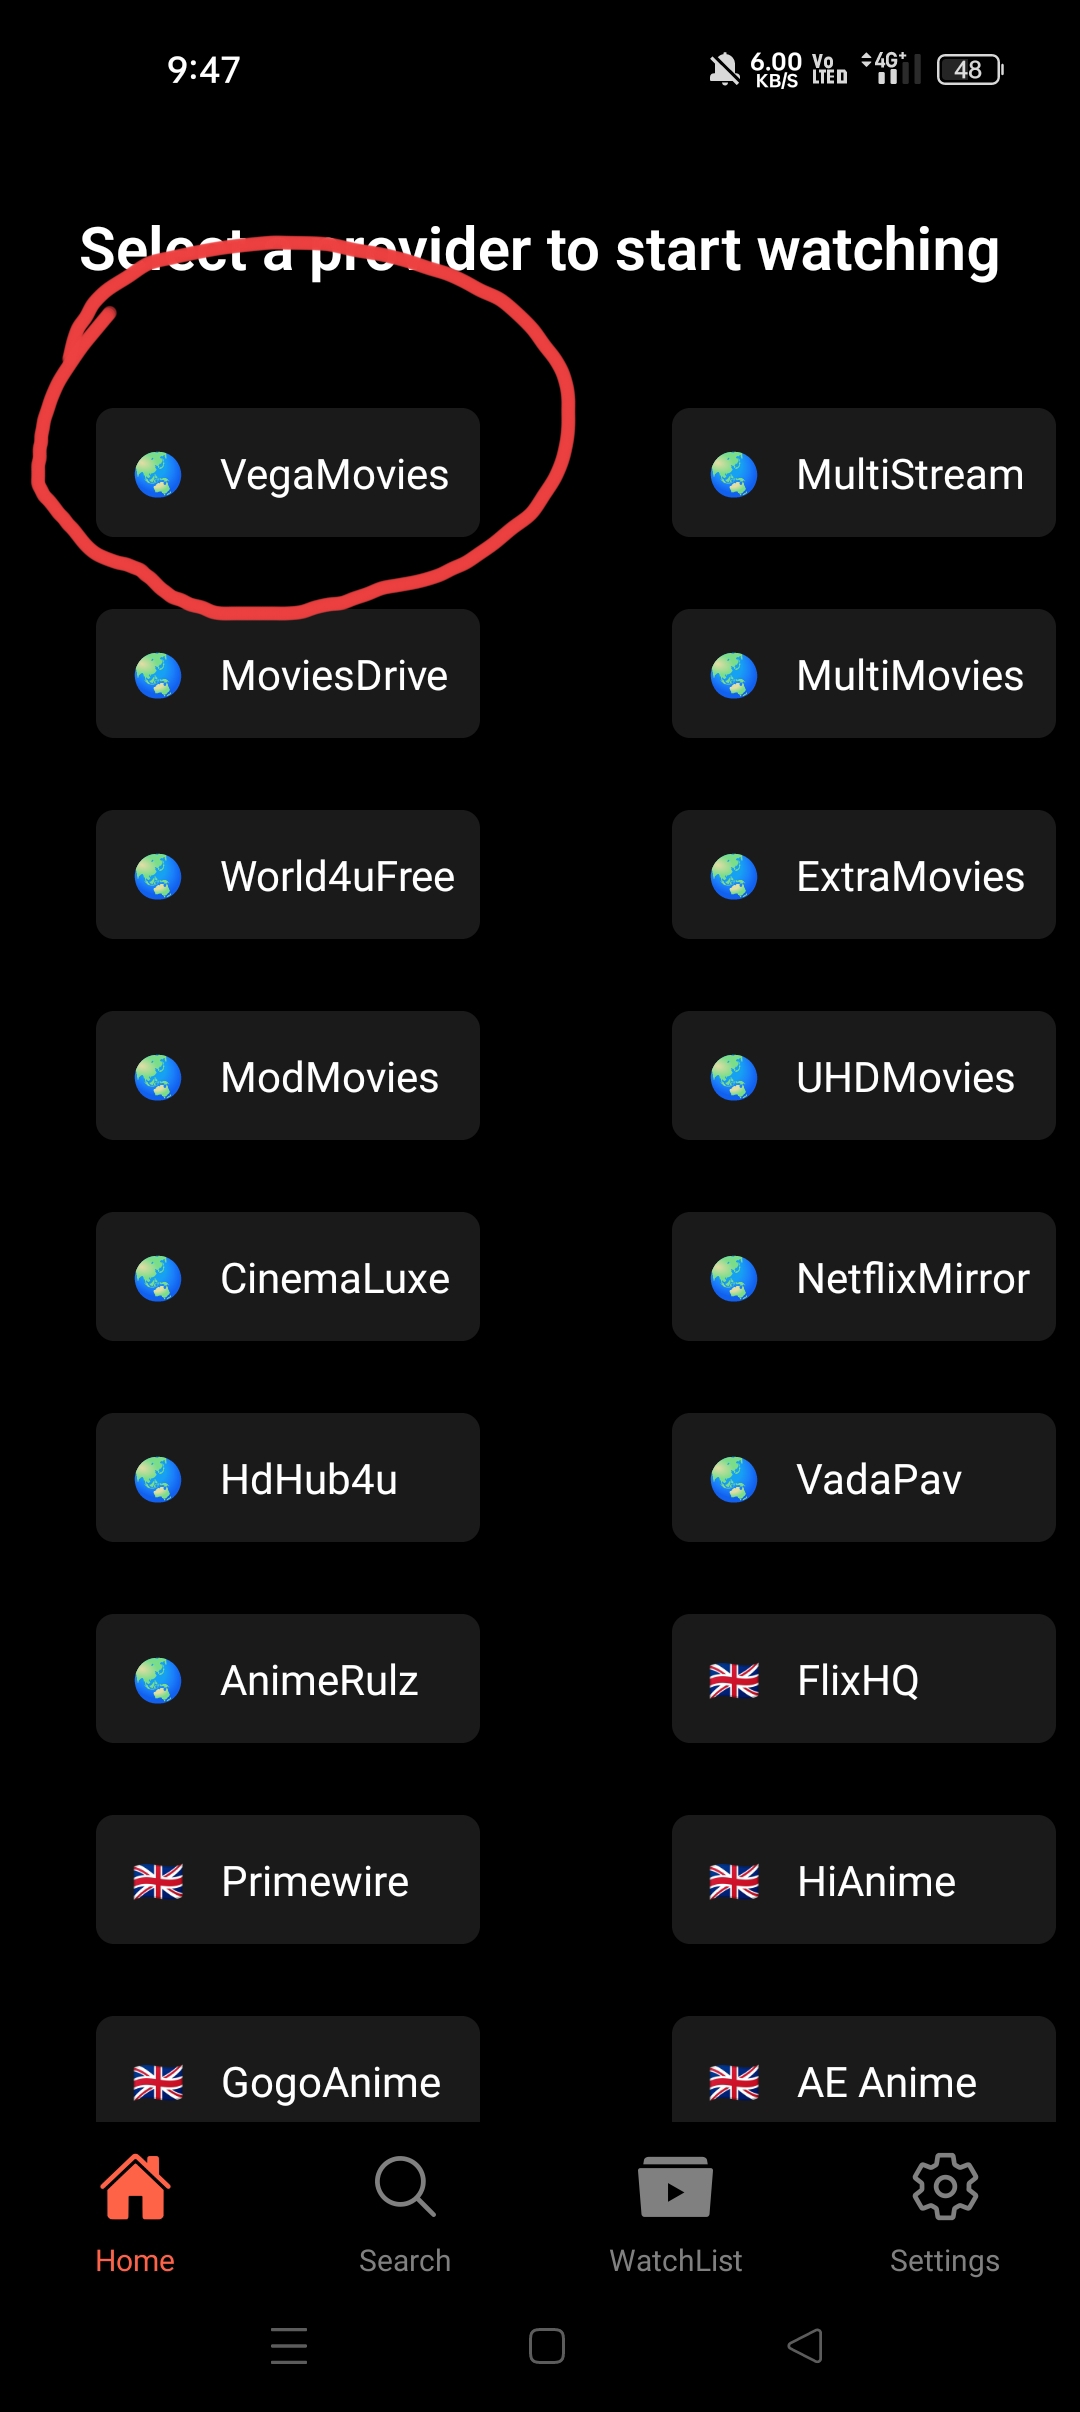 9:47
6.00 KB/S Vo LTE D 4G+ 48
Select a provider to start watching
VegaMovies MultiStream
MoviesDrive MultiMovies
World4uFree ExtraMovies
ModMovies UHDMovies
CinemaLuxe NetflixMirror
HdHub4u VadaPav
AnimeRulz FlixHQ
Primewire HiAnime
GogoAnime AE Anime
Home Search WatchList Settings